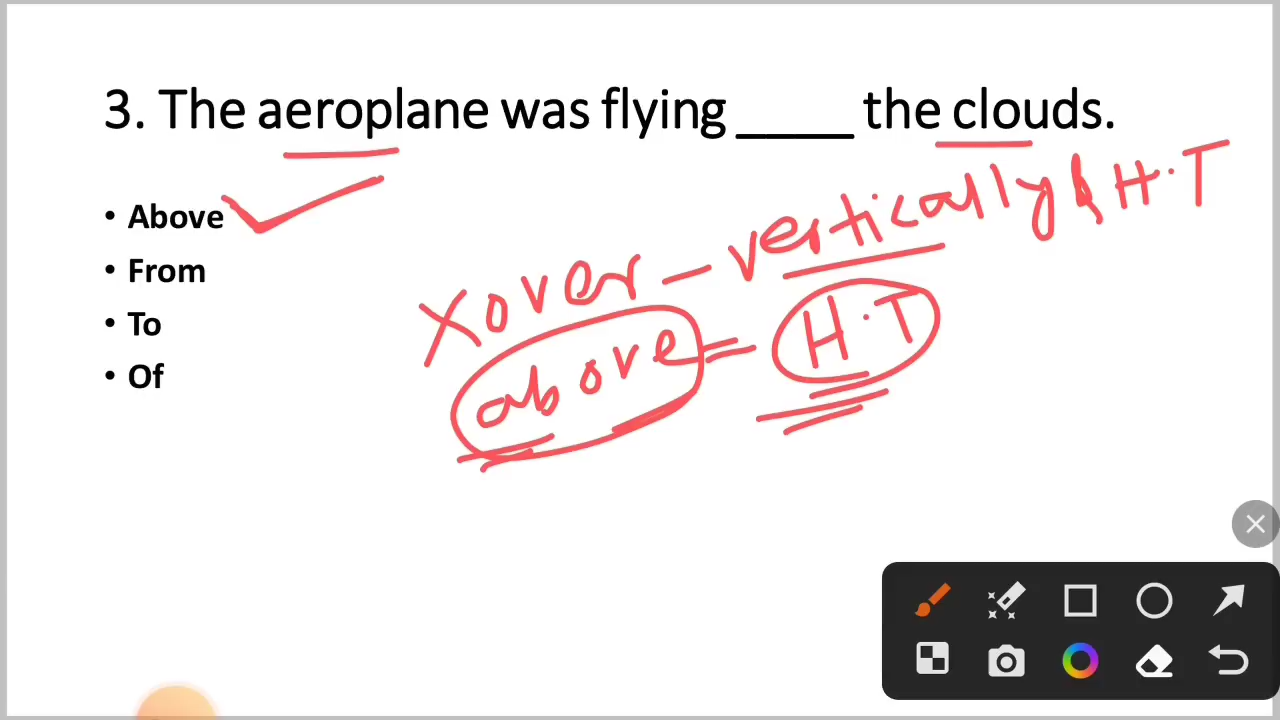 3. The aeroplane was flying _____ the clouds.
• Above
• From
• To
• Of
X over – vertically & H.T
above = H.T